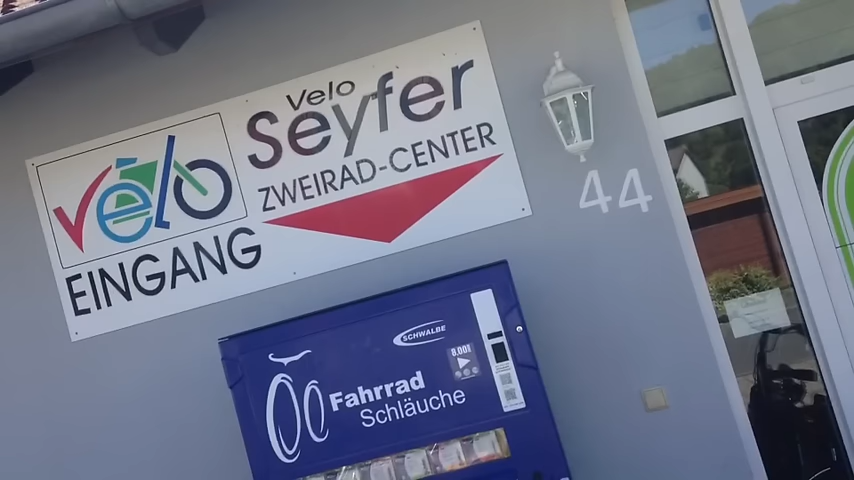 velo
EINGANG
Velo
Seyfer
ZWEIRAD-CENTER
44
SCHWALBE
8,00
Fahrrad
Schläuche